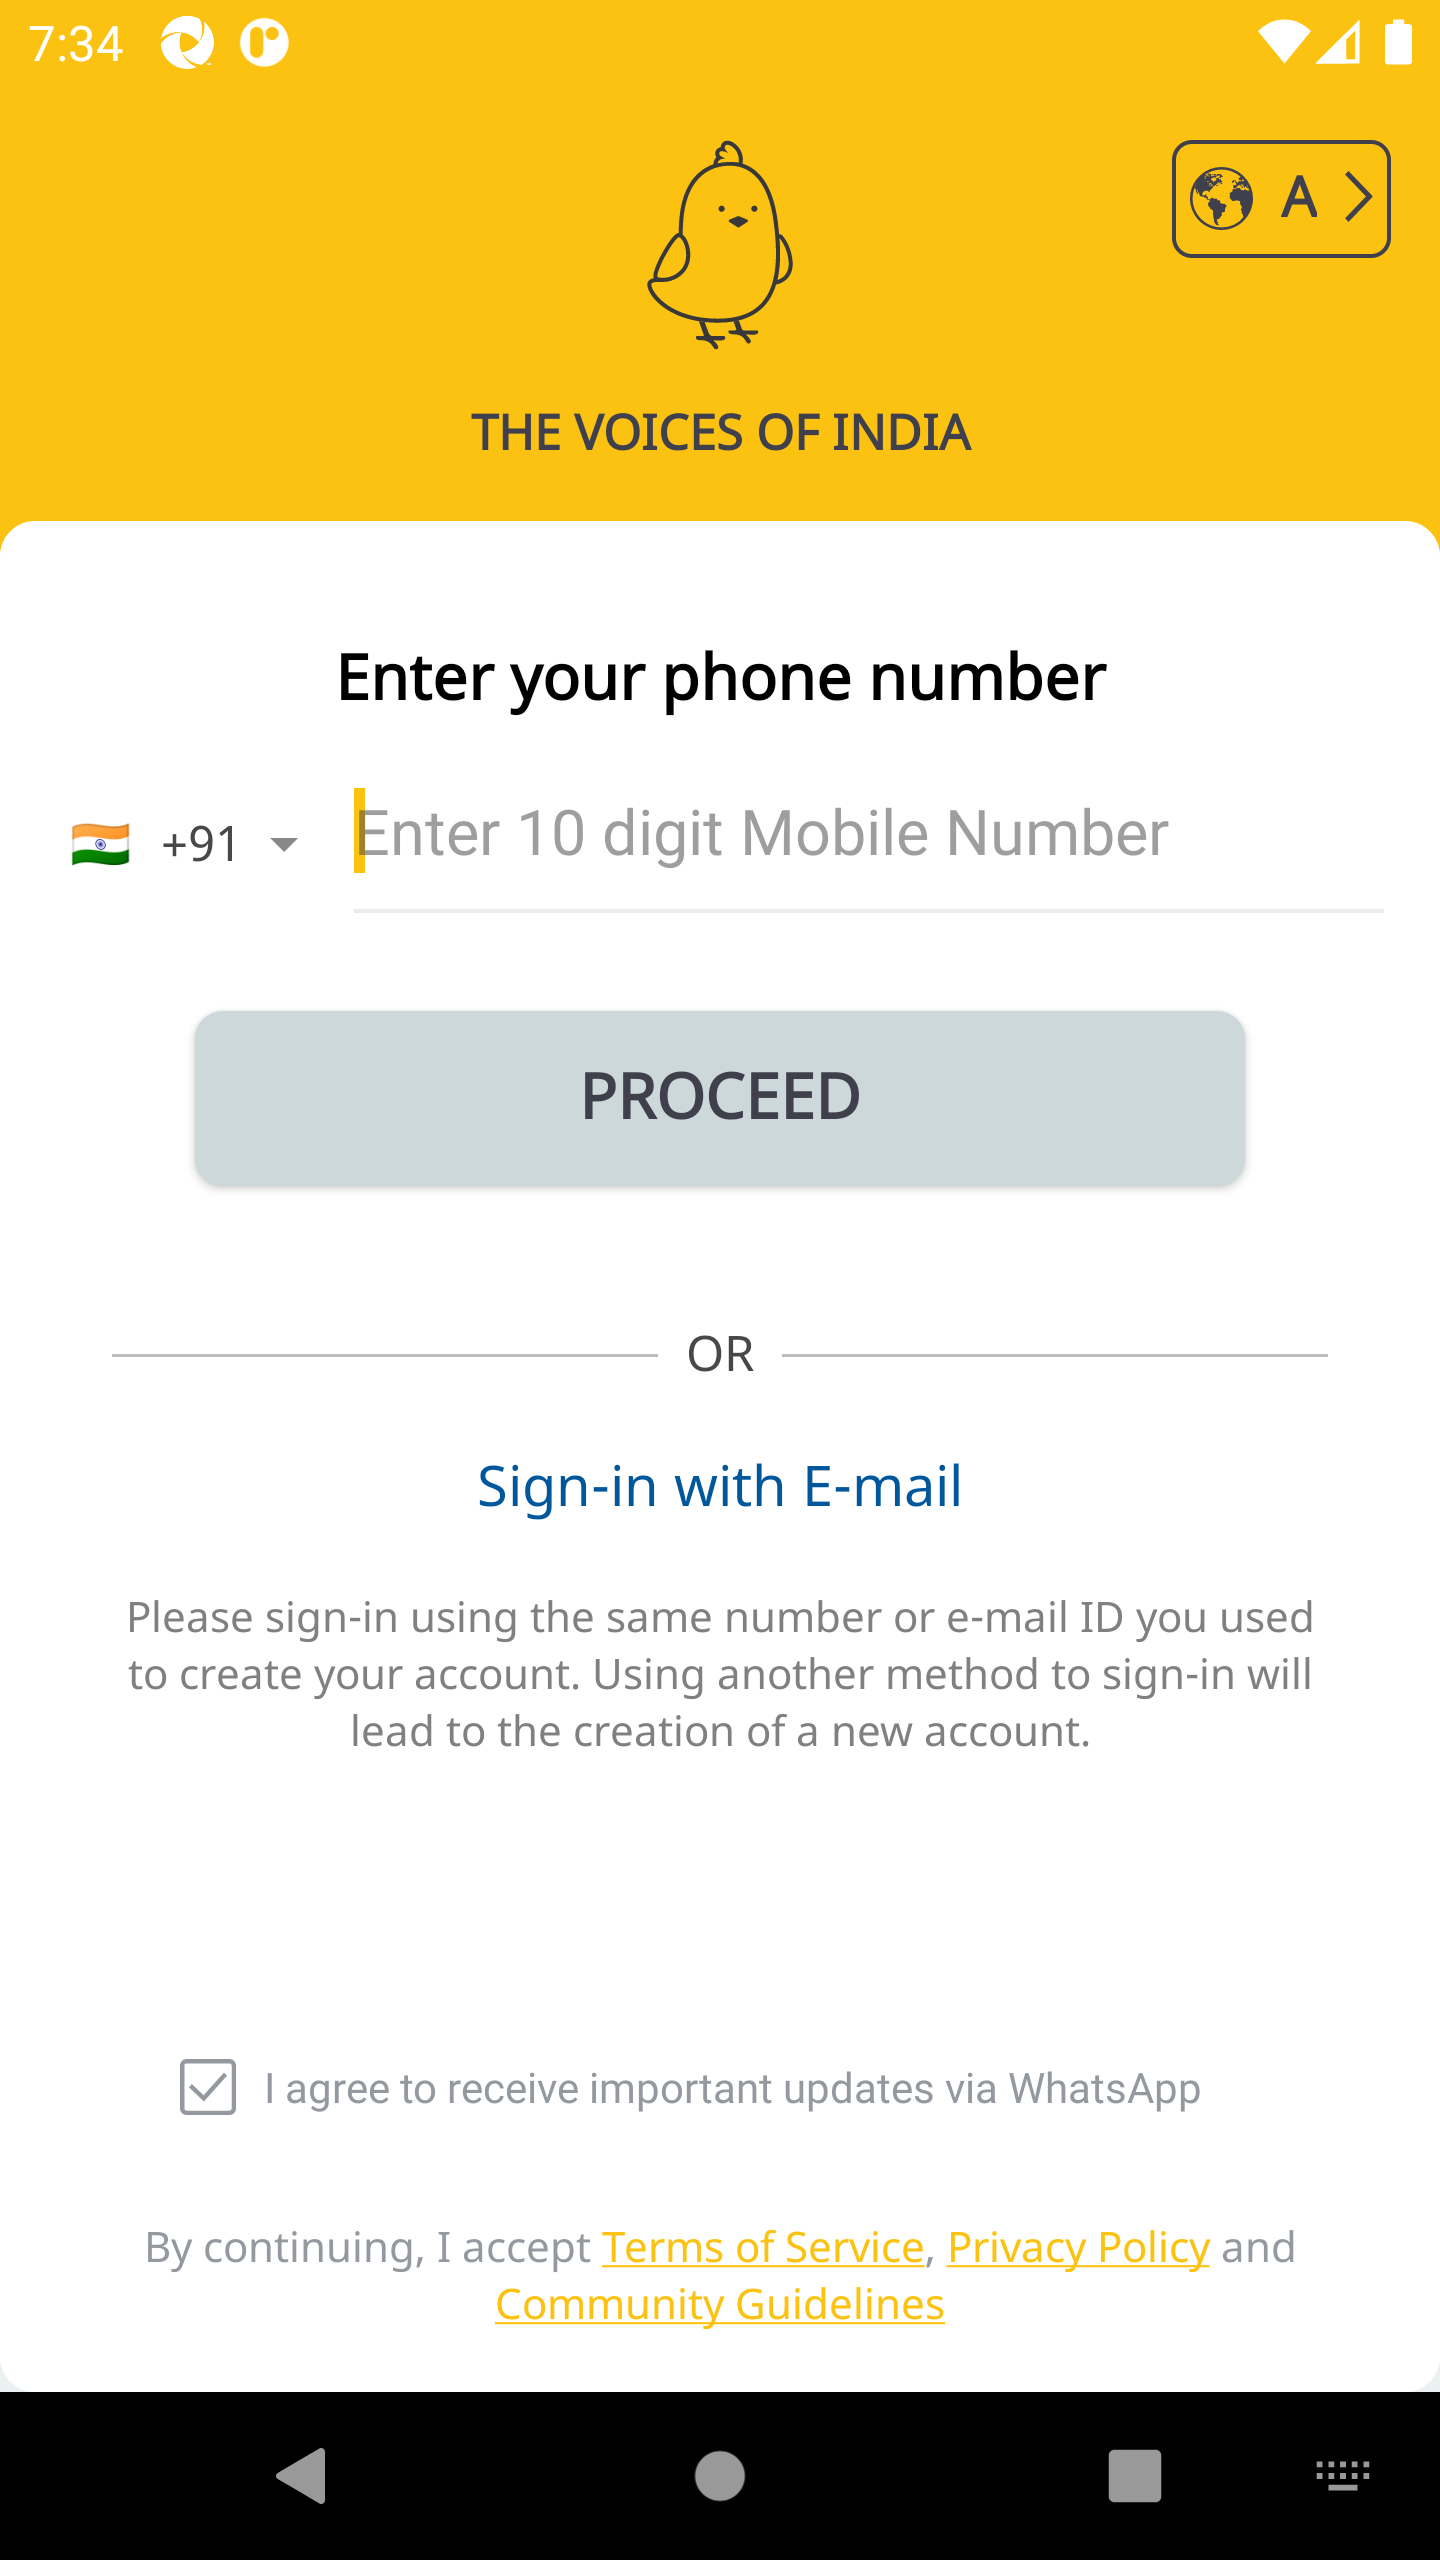 7:34
A
THE VOICES OF INDIA
Enter your phone number
+91
Enter 10 digit Mobile Number
PROCEED
OR
Sign-in with E-mail
Please sign-in using the same number or e-mail ID you used
to create your account. Using another method to sign-in will
lead to the creation of a new account.
I agree to receive important updates via WhatsApp
By continuing, I accept Terms of Service, Privacy Policy and
Community Guidelines